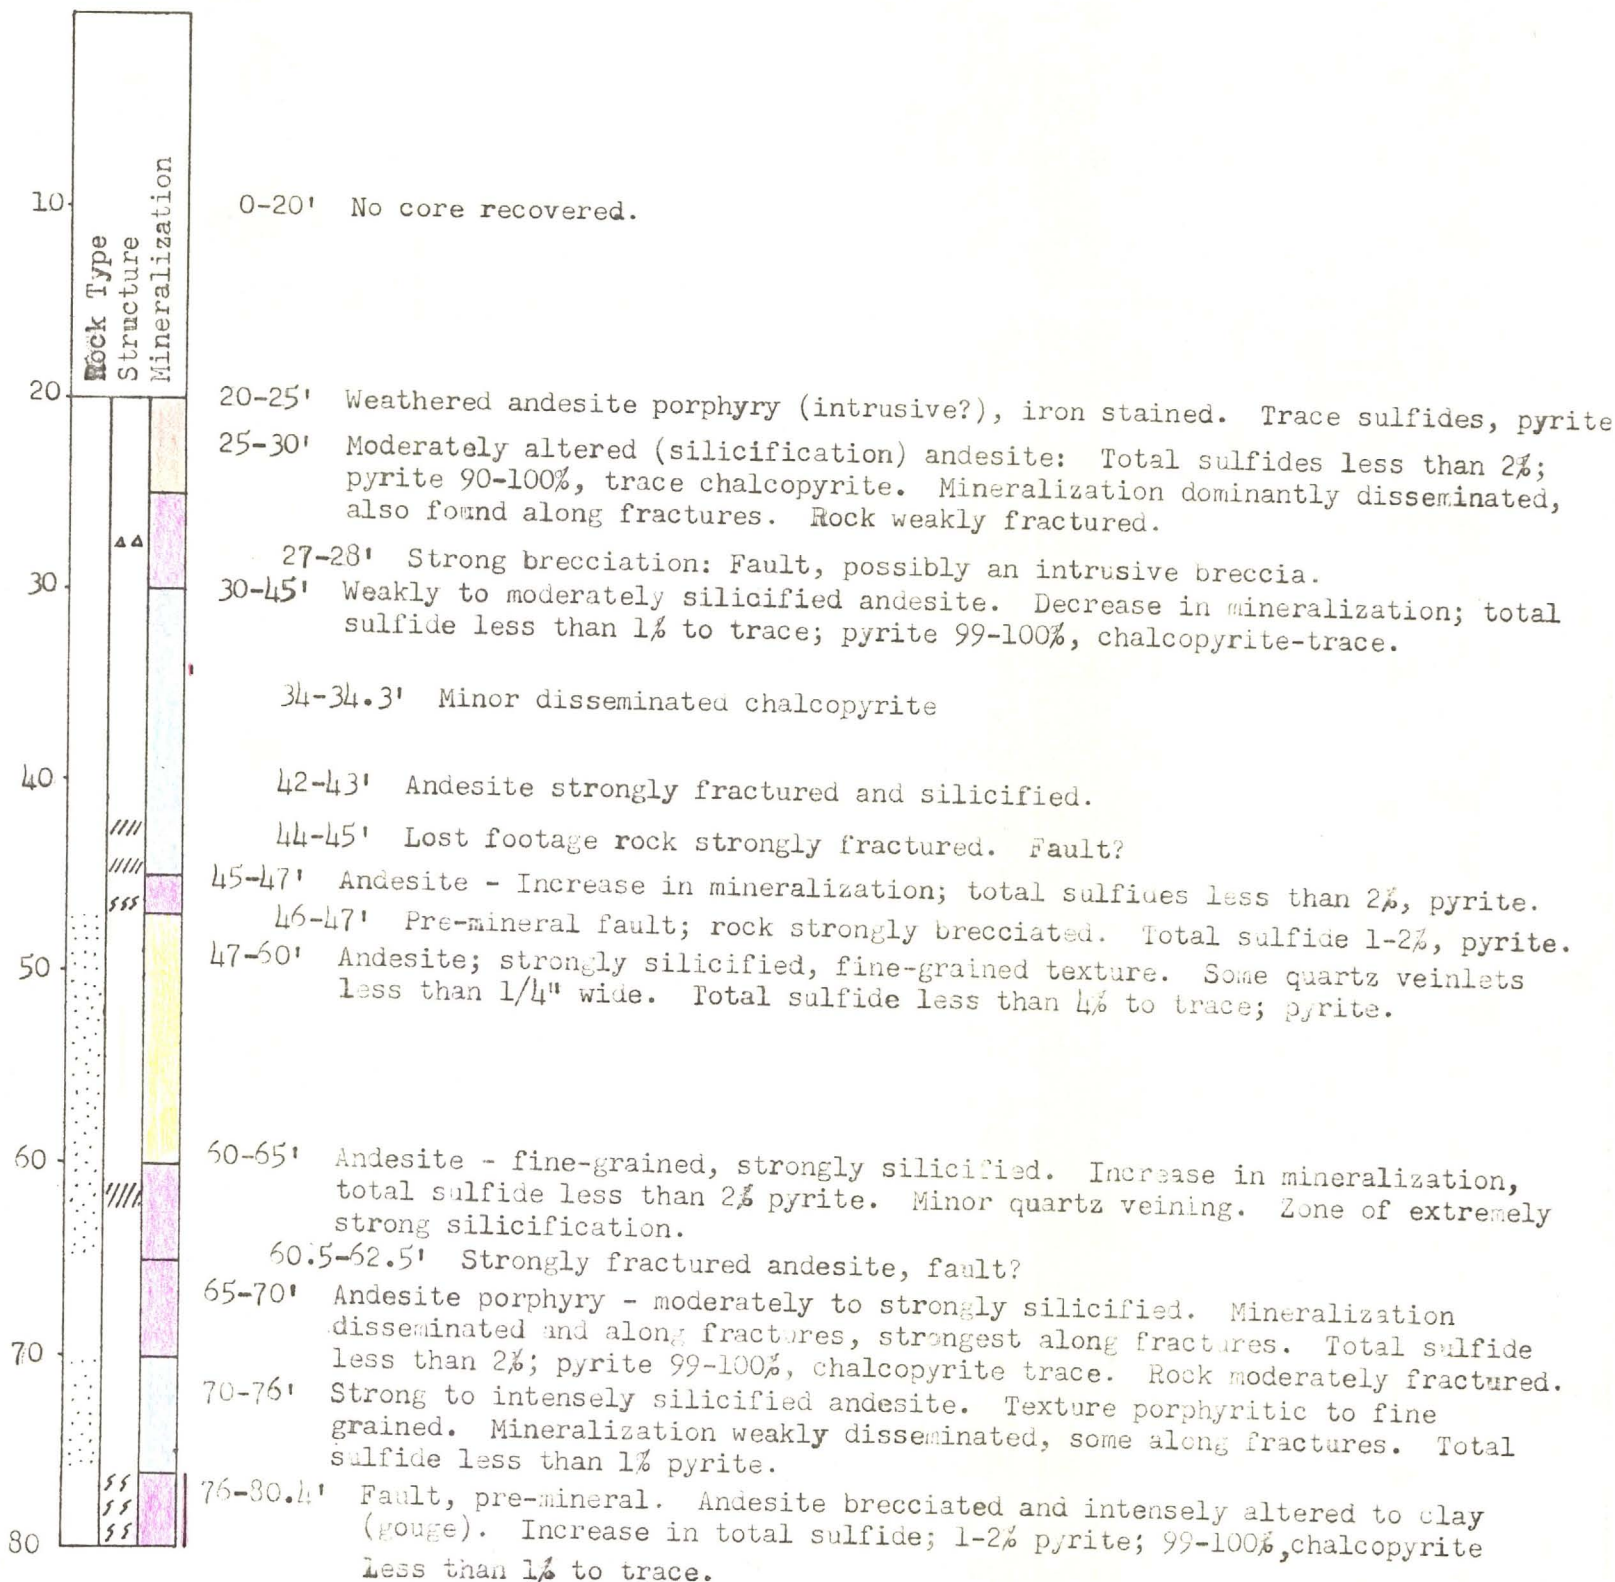 Rock Type
Structure
Mineralization
10
0-20' No core recovered.
20
20-25' Weathered andesite porphyry (intrusive?), iron stained. Trace sulfides, pyrite
25-30' Moderately altered (silicification) andesite: Total sulfides less than 2%;
pyrite 90-100%, trace chalcopyrite. Mineralization dominantly disseminated,
also found along fractures. Rock weakly fractured.
27-28' Strong brecciation: Fault, possibly an intrusive breccia.
30
30-45' Weakly to moderately silicified andesite. Decrease in mineralization; total
sulfide less than 1% to trace; pyrite 99-100%, chalcopyrite-trace.
34-34.3' Minor disseminated chalcopyrite
40
42-43' Andesite strongly fractured and silicified.
44-45' Lost footage rock strongly fractured. Fault?
45-47' Andesite - Increase in mineralization; total sulfides less than 2%, pyrite.
46-47' Pre-mineral fault; rock strongly brecciated. Total sulfide 1-2%, pyrite.
47-60' Andesite; strongly silicified, fine-grained texture. Some quartz veinlets
50
less than 1/4" wide. Total sulfide less than 4% to trace; pyrite.
60
60-65' Andesite - fine-grained, strongly silicified. Increase in mineralization,
total sulfide less than 2% pyrite. Minor quartz veining. Zone of extremely
strong silicification.
60.5-62.5' Strongly fractured andesite, fault?
65-70' Andesite porphyry - moderately to strongly silicified. Mineralization
disseminated and along fractures, strongest along fractures. Total sulfide
70
less than 2%; pyrite 99-100%, chalcopyrite trace. Rock moderately fractured.
70-76' Strong to intensely silicified andesite. Texture porphyritic to fine
grained. Mineralization weakly disseminated, some along fractures. Total
sulfide less than 1% pyrite.
76-80.4' Fault, pre-mineral. Andesite brecciated and intensely altered to clay
(gouge). Increase in total sulfide; 1-2% pyrite; 99-100%,chalcopyrite
80
less than 1% to trace.